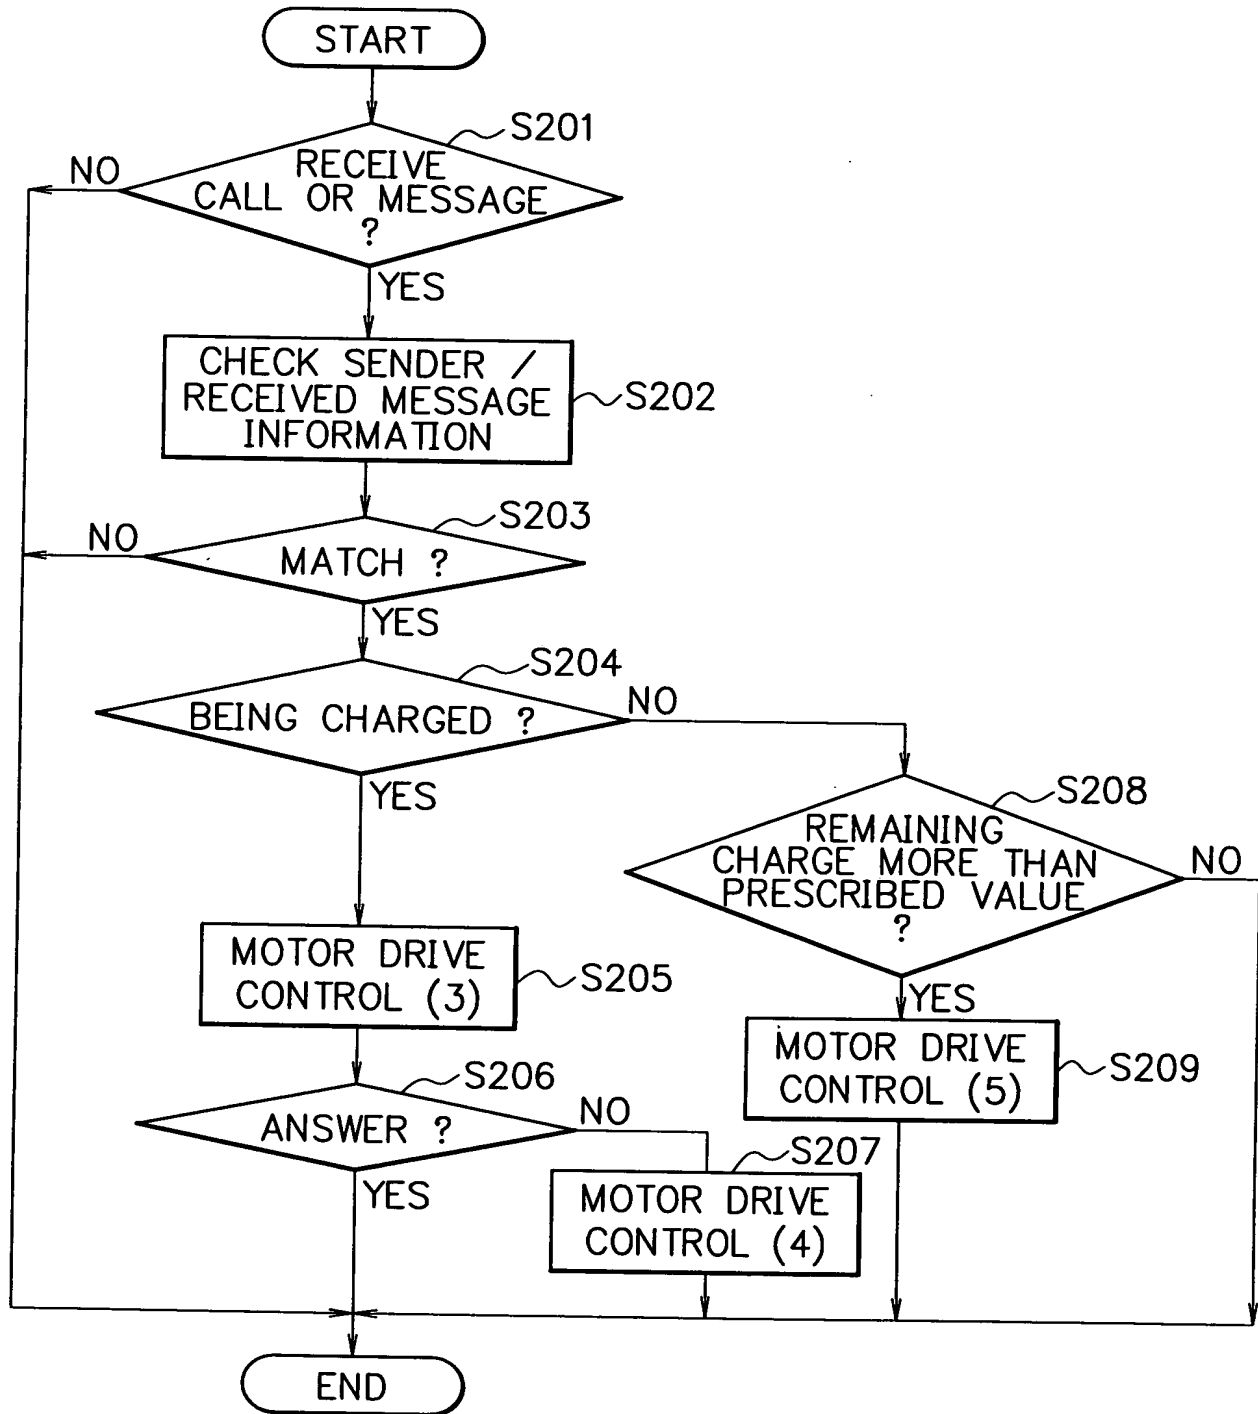 START
S201
NO
RECEIVE
CALL OR MESSAGE
?
YES
CHECK SENDER /
RECEIVED MESSAGE
INFORMATION
S202
S203
NO
MATCH ?
YES
S204
NO
BEING CHARGED ?
YES
S208
REMAINING
CHARGE MORE THAN
PRESCRIBED VALUE
?
NO
YES
MOTOR DRIVE
CONTROL (3)
S205
MOTOR DRIVE
CONTROL (5)
S209
S206
NO
ANSWER ?
YES
S207
MOTOR DRIVE
CONTROL (4)
END